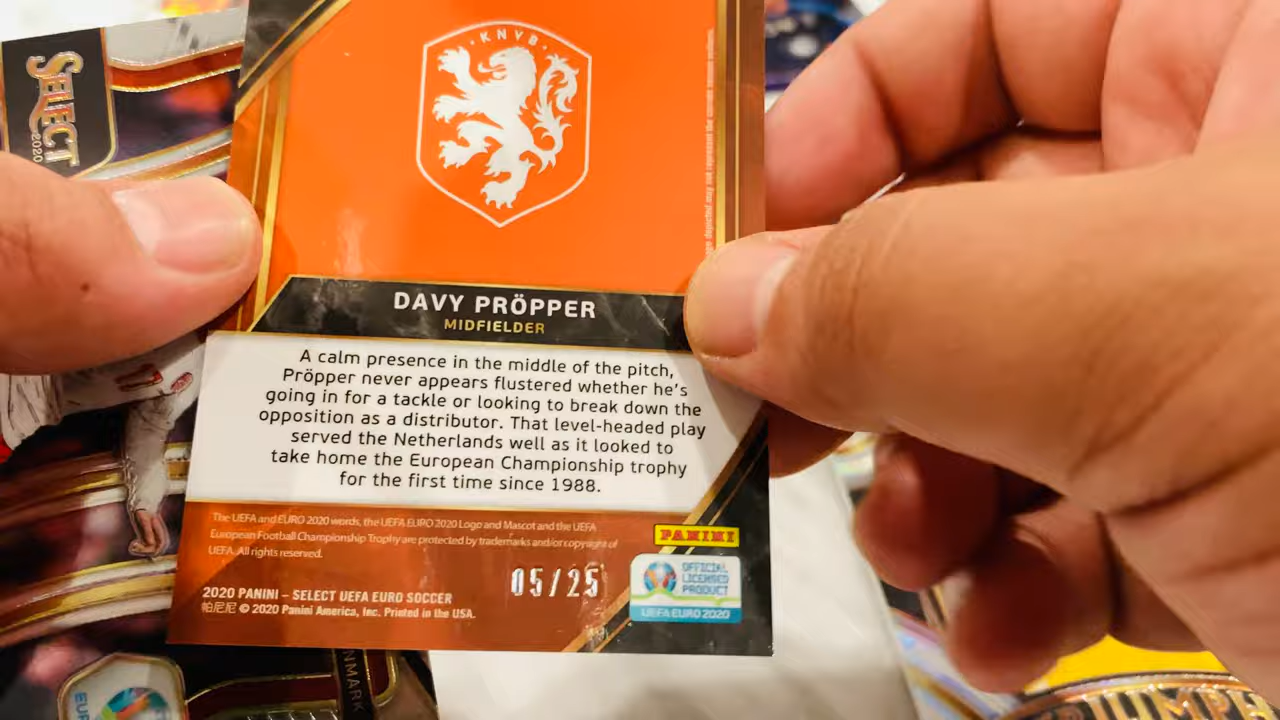 SELECT
2020
KNVB
DAVY PRÖPPER
MIDFIELDER
A calm presence in the middle of the pitch,
Pröpper never appears flustered whether he's
going in for a tackle or looking to break down the
opposition as a distributor. That level-headed play
served the Netherlands well as it looked to
take home the European Championship trophy
for the first time since 1988.
The UEFA and EURO 2020 words, the UEFA EURO 2020 Logo and Mascot and the UEFA
European Football Championship Trophy are protected by trademarks and/or copyright of
UEFA. All rights reserved.
05/25
2020 PANINI – SELECT UEFA EURO SOCCER
帕尼尼 © 2020 Panini America, Inc. Printed in the USA.
PANINI
OFFICIAL
LICENSED
PRODUCT
UEFA EURO 2020